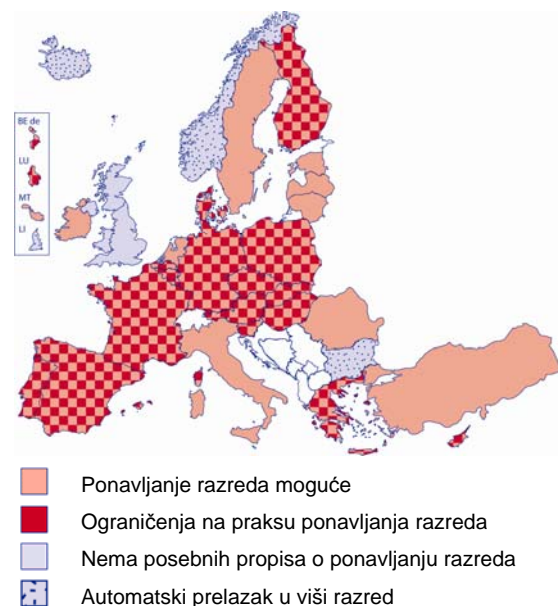 BE de
LU
MT
LI
Ponavljanje razreda moguće
Ograničenja na praksu ponavljanja razreda
Nema posebnih propisa o ponavljanju razreda
Automatski prelazak u viši razred